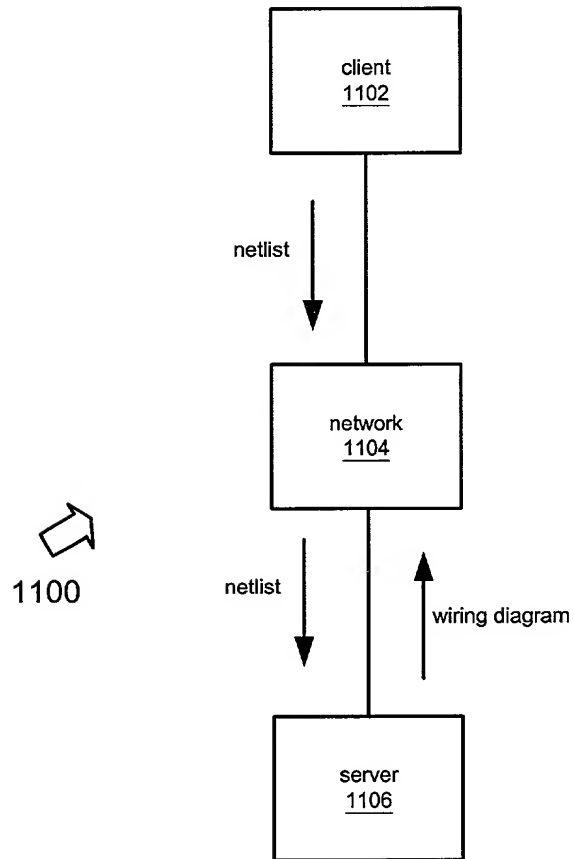 client
1102
netlist
network
1104
1100
netlist
wiring diagram
server
1106